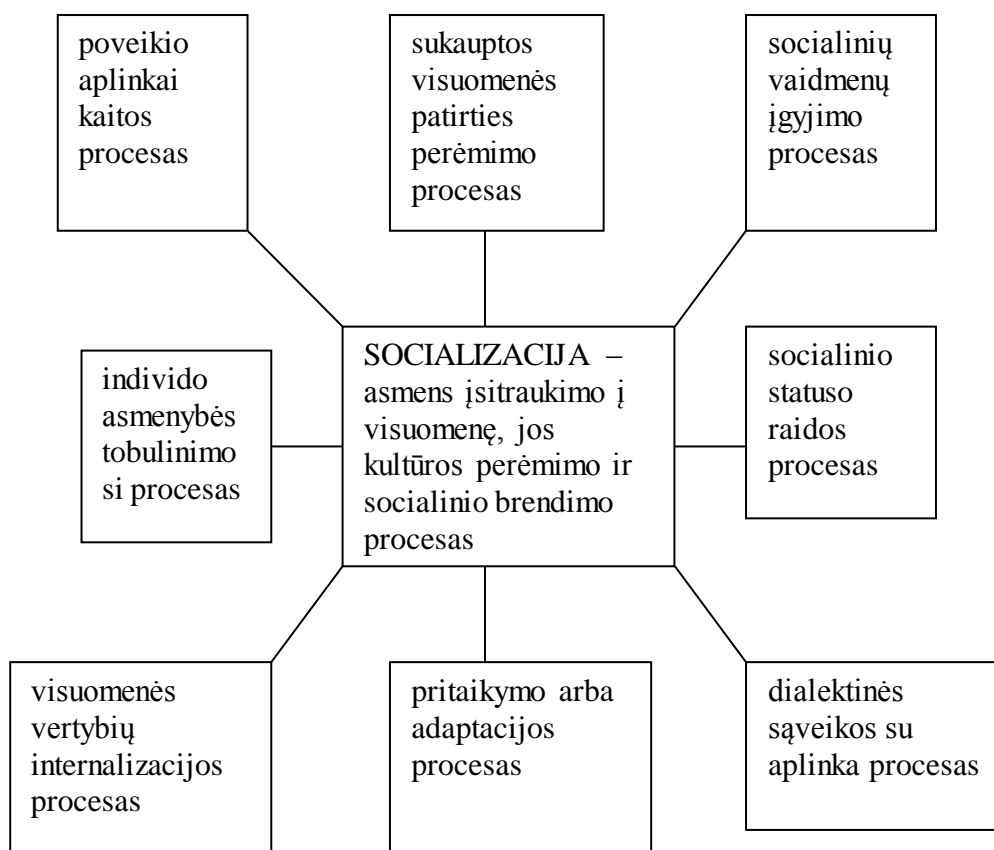 poveikio
aplinkai
kaitos
procesas
sukauptos
visuomenės
patirties
perėmimo
procesas
socialinių
vaidmenų
įgyjimo
procesas
individo
asmenybės
tobulinimo
si procesas
SOCIALIZACIJA –
asmens įsitraukimo į
visuomenę, jos
kultūros perėmimo ir
socialinio brendimo
procesas
socialinio
statuso
raidos
procesas
visuomenės
vertybių
internalizacijos
procesas
pritaikymo arba
adaptacijos
procesas
dialektinės
sąveikos su
aplinka procesas